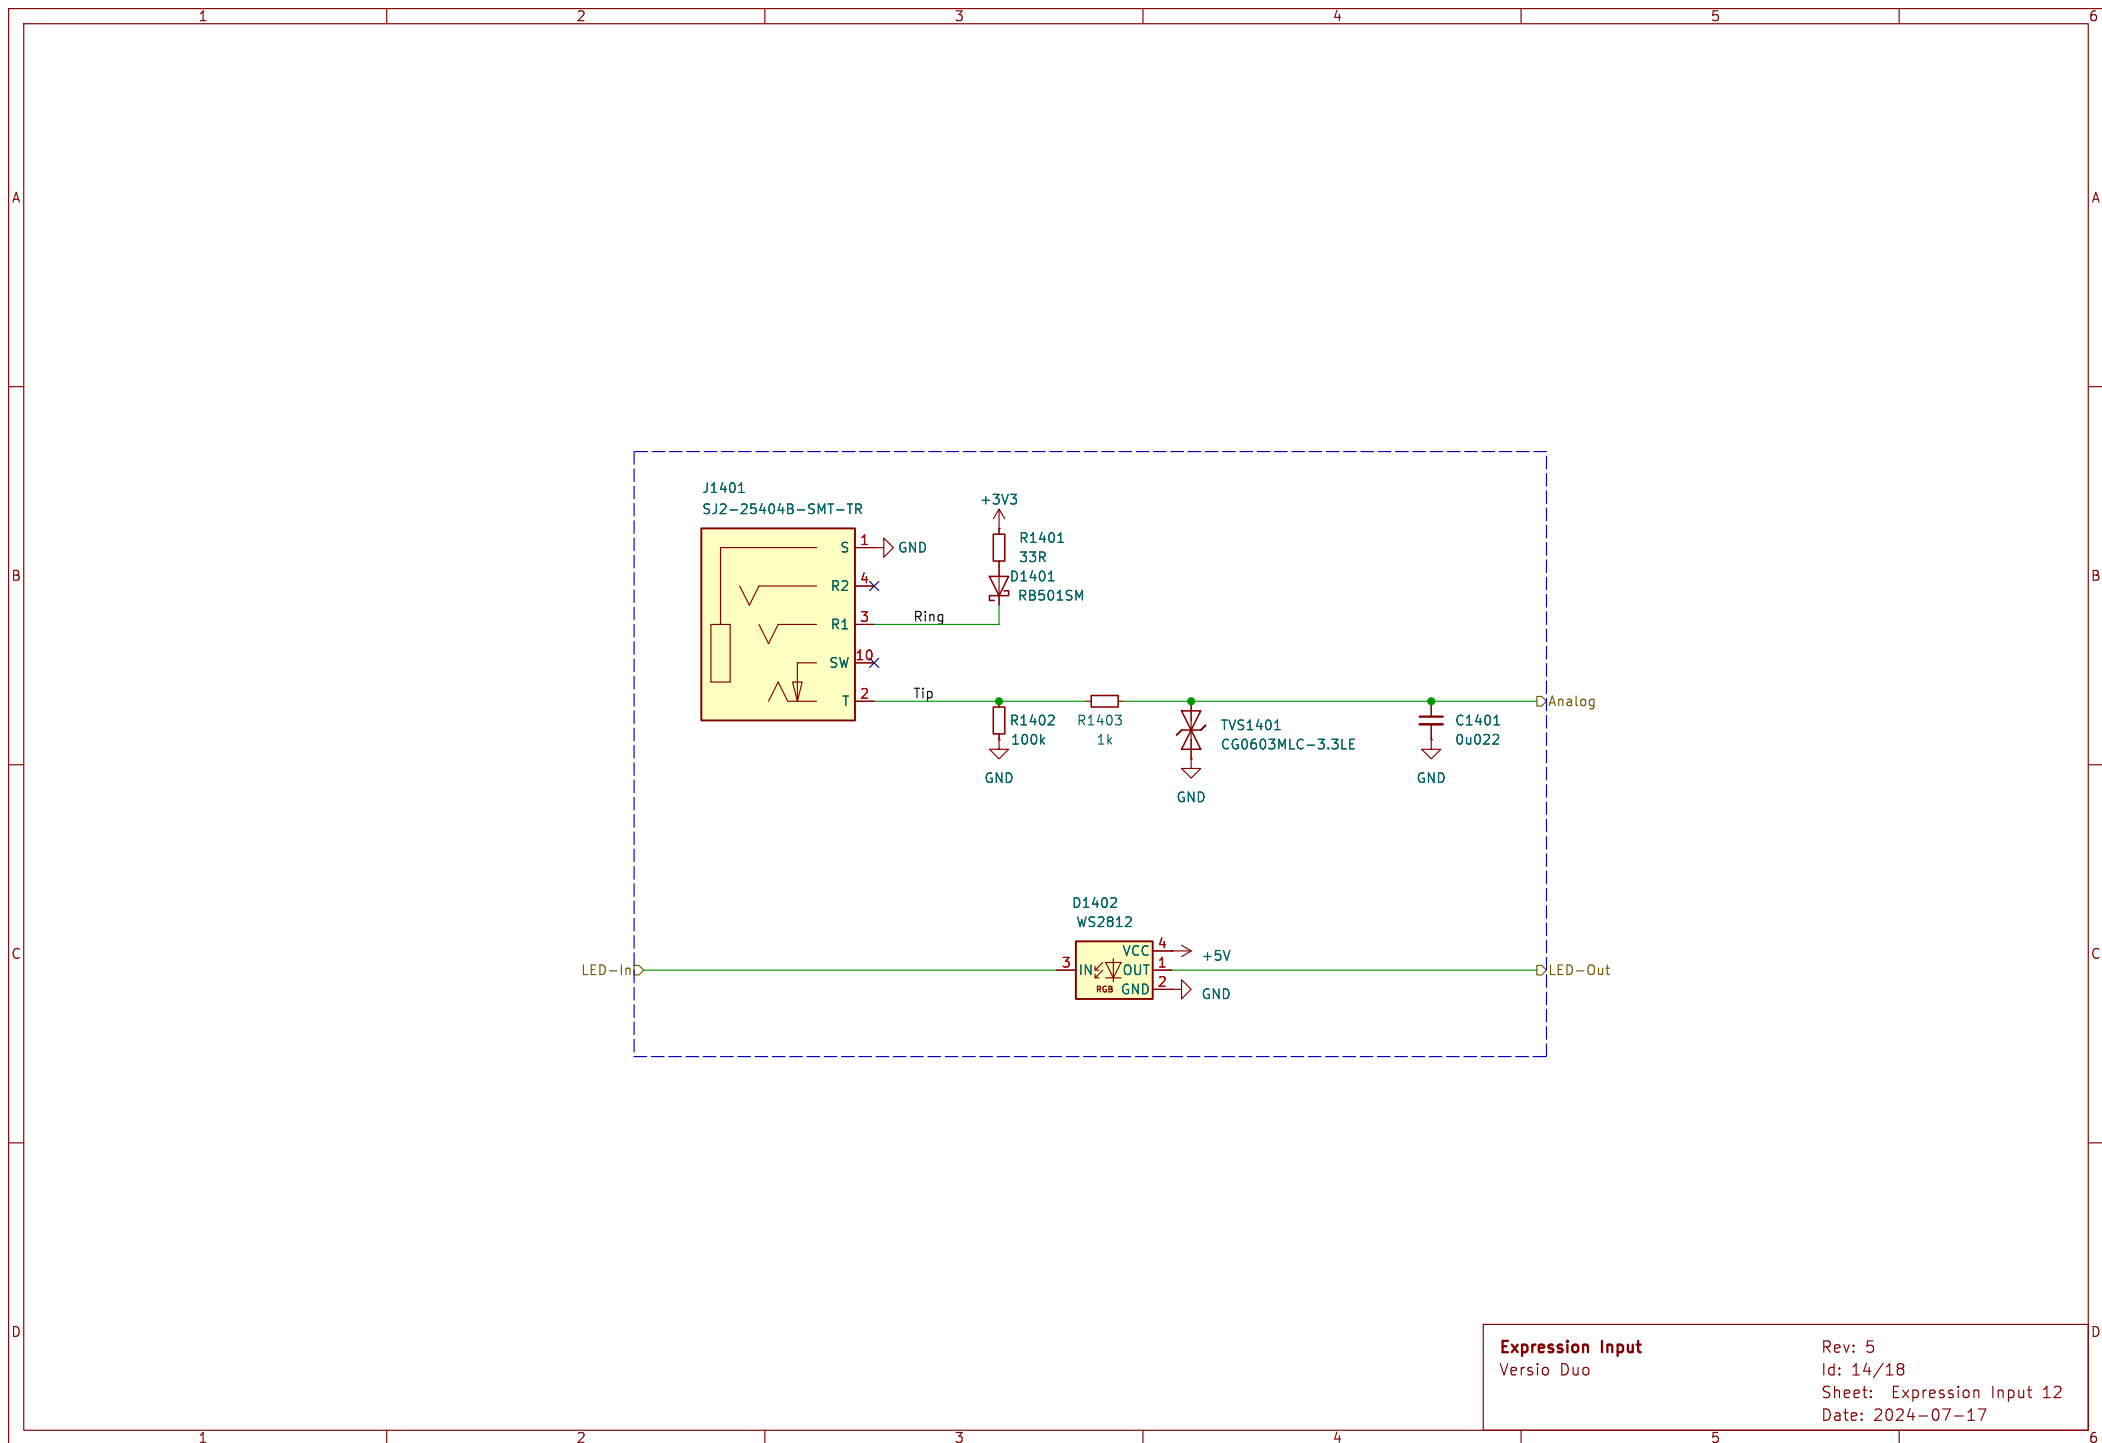 1 2 3 4 5 6
A A
J1401
SJ2-25404B-SMT-TR
+3V3
R1401
33R
S 1 GND
D1401
RB501SM
B B
R2 4
Ring
R1 3
SW 10
Tip
T 2
Analog
R1402
100k
R1403
1k
TVS1401
CG0603MLC-3.3LE
C1401
0u022
GND
GND
GND
D1402
WS2812
C C
VCC 4 +5V
LED-In
3 IN OUT 1
LED-Out
RGB GND 2 GND
D D
Expression Input
Versio Duo
Rev: 5
Id: 14/18
Sheet: Expression Input 12
Date: 2024-07-17
1 2 3 4 5 6